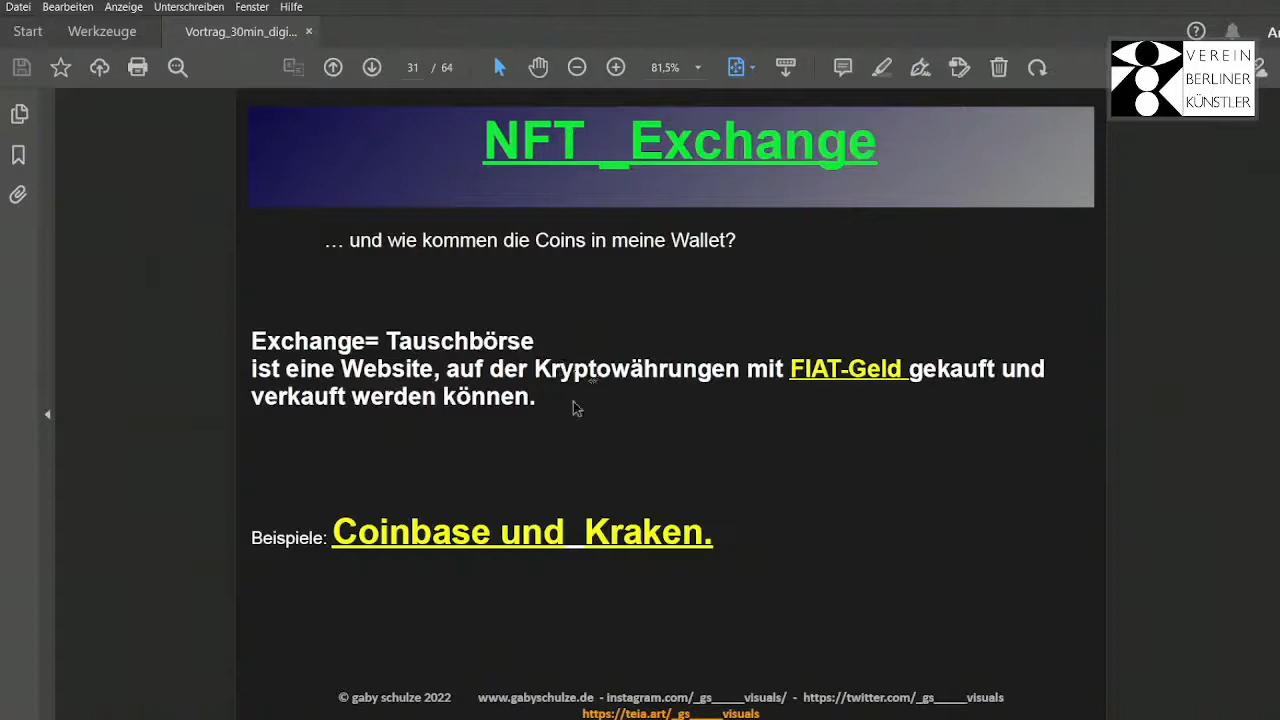 Datei Bearbeiten Anzeige Unterschreiben Fenster Hilfe
Start Werkzeuge Vortrag_30min_digi... ×
31 / 64 81,5%
VEREIN
BERLINER
KÜNSTLER
NFT _Exchange
… und wie kommen die Coins in meine Wallet?
Exchange= Tauschbörse
ist eine Website, auf der Kryptowährungen mit FIAT-Geld gekauft und
verkauft werden können.
Beispiele: Coinbase und_Kraken.
© gaby schulze 2022 www.gabyschulze.de - instagram.com/_gs_____visuals/ - https://twitter.com/_gs_____visuals
https://teia.art/_gs_____visuals